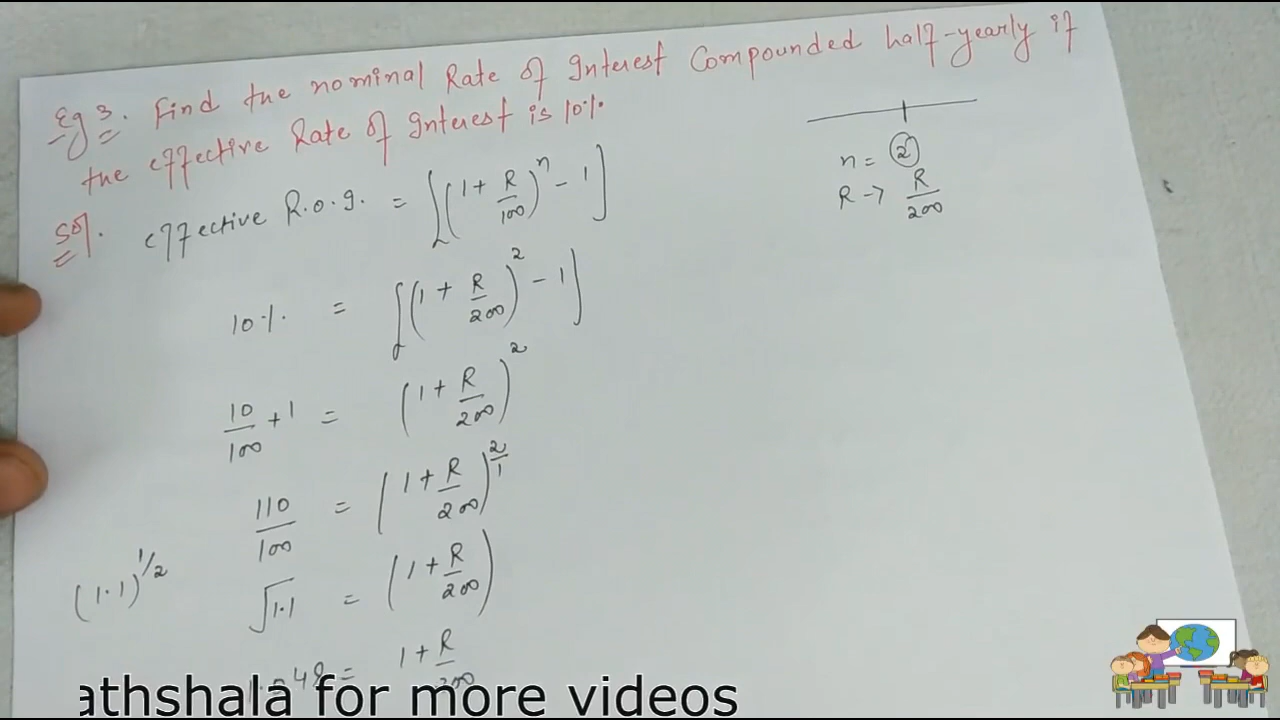 Eg 3. Find the nominal Rate of Interest Compounded half-yearly if
the effective Rate of Interest is 10%.
Sol. effective R.o.I. = [(1 + R/100)^n - 1]
n = 2
R → R/200
10% = [(1 + R/200)^2 - 1]
10/100 + 1 = (1 + R/200)^2
110/100 = (1 + R/200)^2/1
(1.1)^1/2
√1.1 = (1 + R/200)
48 = 1 + R/200
athshala for more videos